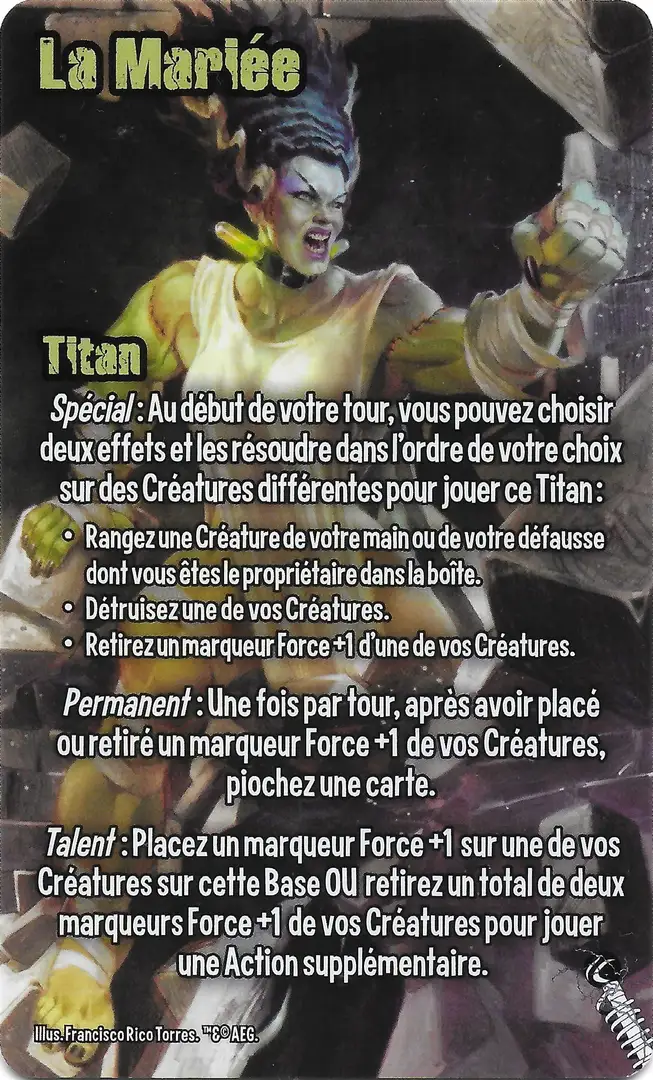 La Mariée
Titan
Spécial : Au début de votre tour, vous pouvez choisir
deux effets et les résoudre dans l'ordre de votre choix
sur des Créatures différentes pour jouer ce Titan :
• Rangez une Créature de votre main ou de votre défausse
dont vous êtes le propriétaire dans la boîte.
• Détruisez une de vos Créatures.
• Retirez un marqueur Force +1 d'une de vos Créatures.
Permanent : Une fois par tour, après avoir placé
ou retiré un marqueur Force +1 de vos Créatures,
piochez une carte.
Talent : Placez un marqueur Force +1 sur une de vos
Créatures sur cette Base OU retirez un total de deux
marqueurs Force +1 de vos Créatures pour jouer
une Action supplémentaire.
Illus. Francisco Rico Torres. ™&© AEG.